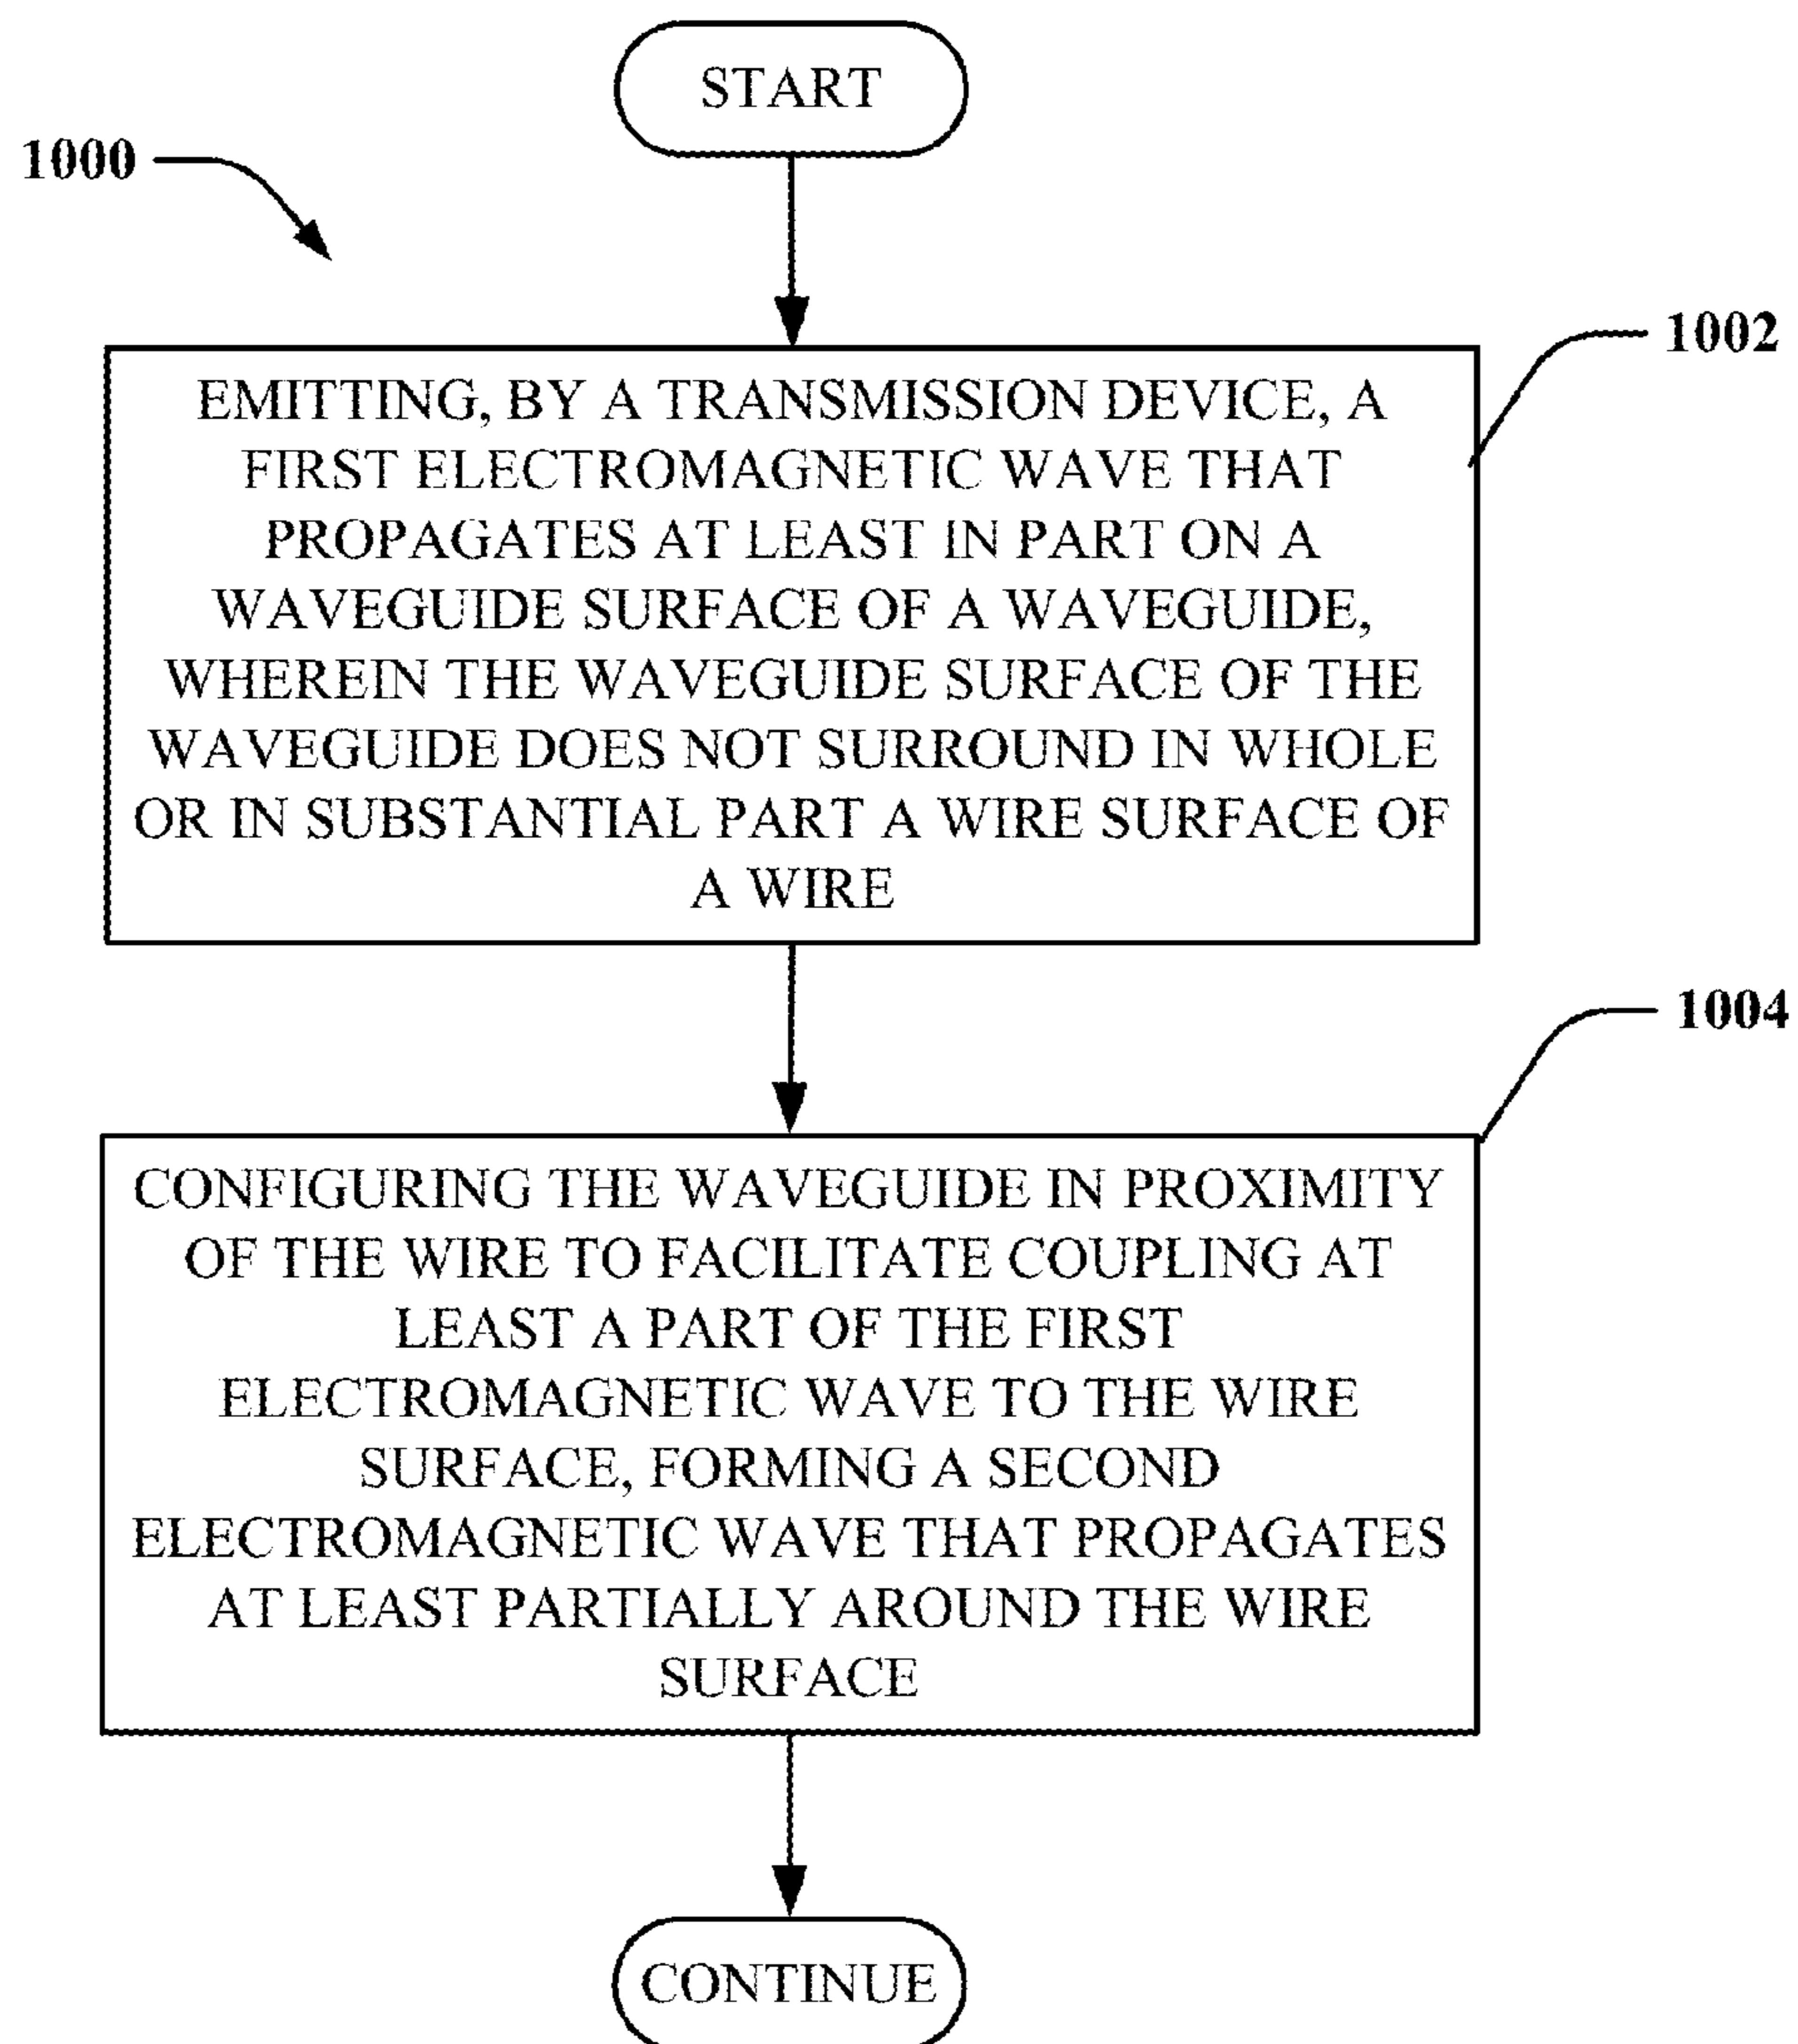 START
1000
1002
EMITTING, BY A TRANSMISSION DEVICE, A
FIRST ELECTROMAGNETIC WAVE THAT
PROPAGATES AT LEAST IN PART ON A
WAVEGUIDE SURFACE OF A WAVEGUIDE,
WHEREIN THE WAVEGUIDE SURFACE OF THE
WAVEGUIDE DOES NOT SURROUND IN WHOLE
OR IN SUBSTANTIAL PART A WIRE SURFACE OF
A WIRE
1004
CONFIGURING THE WAVEGUIDE IN PROXIMITY
OF THE WIRE TO FACILITATE COUPLING AT
LEAST A PART OF THE FIRST
ELECTROMAGNETIC WAVE TO THE WIRE
SURFACE, FORMING A SECOND
ELECTROMAGNETIC WAVE THAT PROPAGATES
AT LEAST PARTIALLY AROUND THE WIRE
SURFACE
CONTINUE